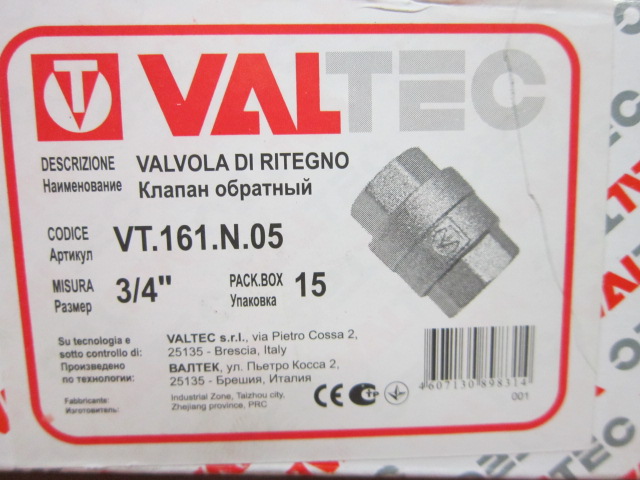 VALTEC
DESCRIZIONE VALVOLA DI RITEGNO
Наименование Клапан обратный
CODICE VT.161.N.05
Артикул
MISURA 3/4" PACK.BOX 15
Размер Упаковка
VALTEC
Su tecnologia e
sotto controllo di:
Произведено
по технологии:
VALTEC s.r.l., via Pietro Cossa 2,
25135 - Brescia, Italy
ВАЛТЕК, ул. Пьетро Косса 2,
25135 - Брешия, Италия
Fabbricante:
Изготовитель:
Industrial Zone, Taizhou city,
Zhejiang province, PRC
CE
4607130898314
001